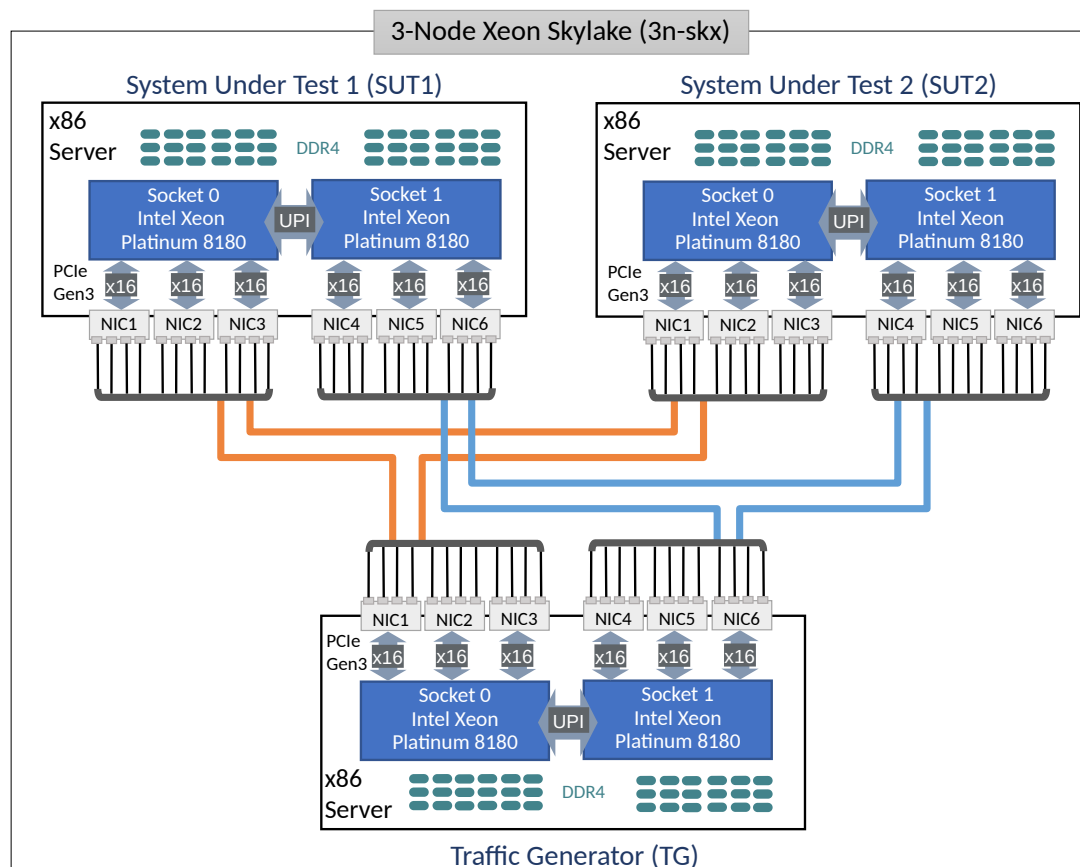 3-Node Xeon Skylake (3n-skx)
System Under Test 1 (SUT1)
x86
Server
DDR4
Socket 0
Intel Xeon
Platinum 8180
UPI
Socket 1
Intel Xeon
Platinum 8180
PCIe
Gen3
x16
x16
x16
x16
x16
x16
NIC1
NIC2
NIC3
NIC4
NIC5
NIC6
System Under Test 2 (SUT2)
x86
Server
DDR4
Socket 0
Intel Xeon
Platinum 8180
UPI
Socket 1
Intel Xeon
Platinum 8180
PCIe
Gen3
x16
x16
x16
x16
x16
x16
NIC1
NIC2
NIC3
NIC4
NIC5
NIC6
NIC1
NIC2
NIC3
NIC4
NIC5
NIC6
PCIe
Gen3
x16
x16
x16
x16
x16
x16
Socket 0
Intel Xeon
Platinum 8180
UPI
Socket 1
Intel Xeon
Platinum 8180
x86
Server
DDR4
Traffic Generator (TG)